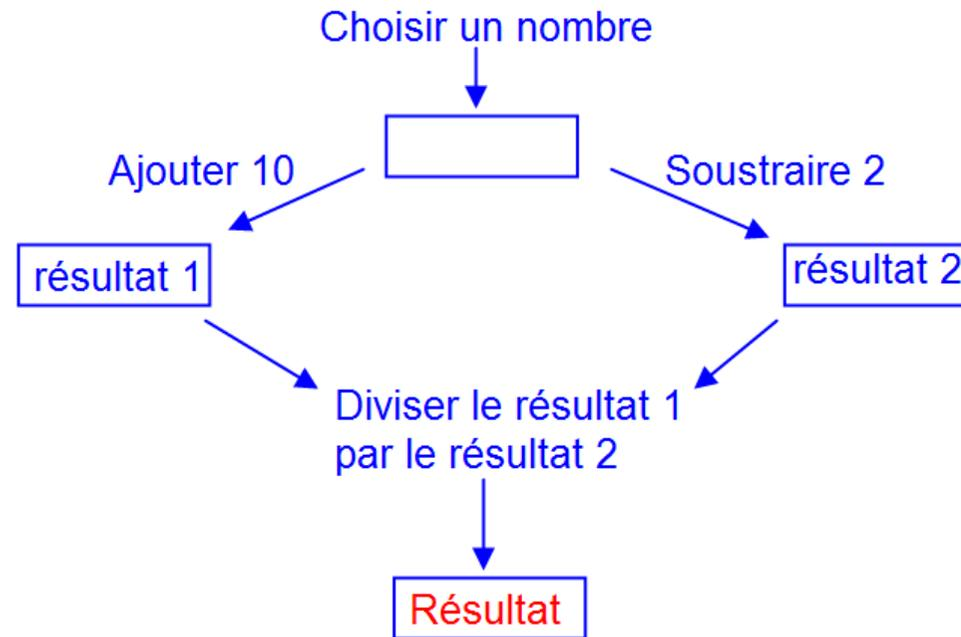 Choisir un nombre
Ajouter 10
Soustraire 2
résultat 1
résultat 2
Diviser le résultat 1
par le résultat 2
Résultat